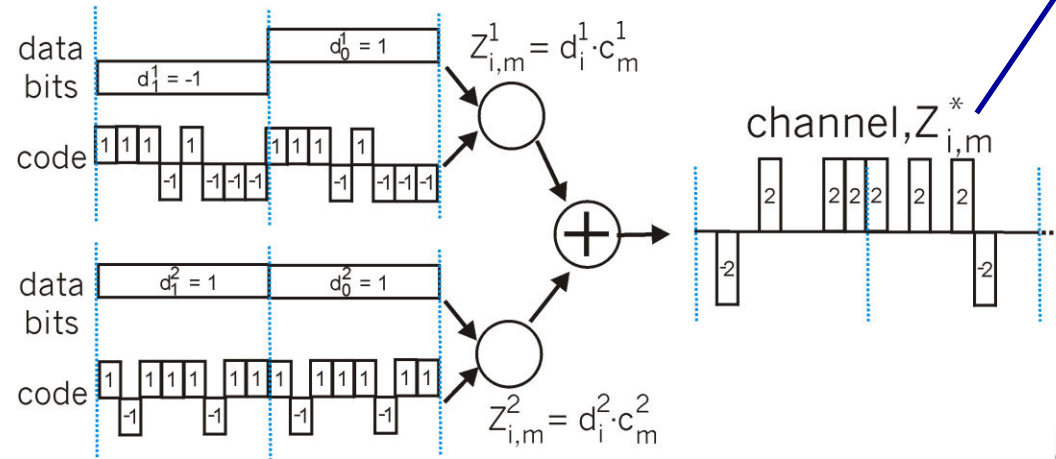 data bits
d₁¹ = -1
d₀¹ = 1
code
1 1 1 -1 1 -1 -1 -1 1 1 1 -1 1 -1 -1 -1
Z¹ᵢ,ₘ = d¹ᵢ·c¹ₘ
data bits
d₁² = 1
d₀² = 1
code
1 -1 1 1 1 -1 1 1 1 -1 1 1 1 -1 1 1
Z²ᵢ,ₘ = d²ᵢ·c²ₘ
channel,Z*ᵢ,ₘ
-2 2 2 2 2 2 2 -2